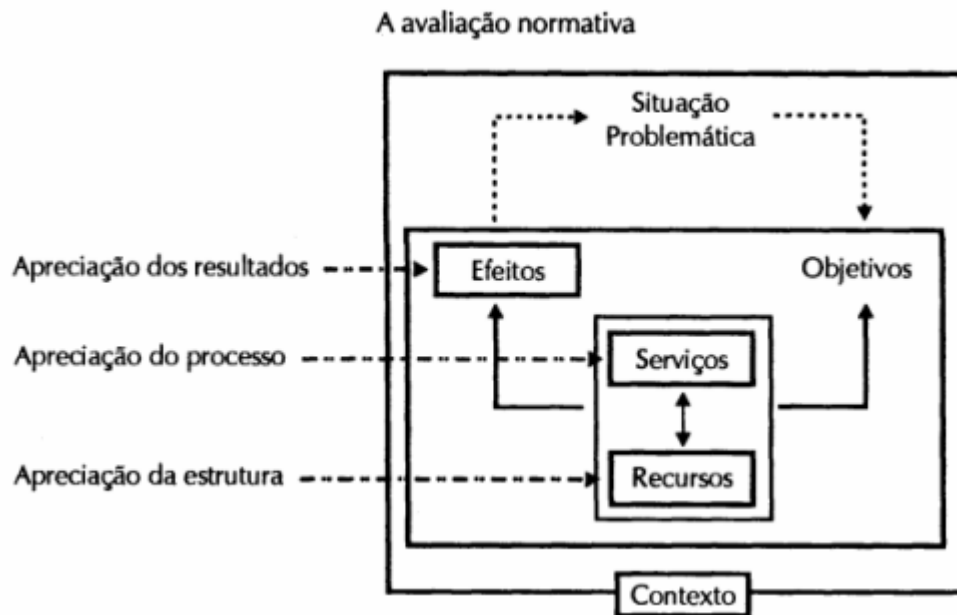 A avaliação normativa
Situação
Problemática
Apreciação dos resultados
Efeitos
Objetivos
Apreciação do processo
Serviços
Apreciação da estrutura
Recursos
Contexto